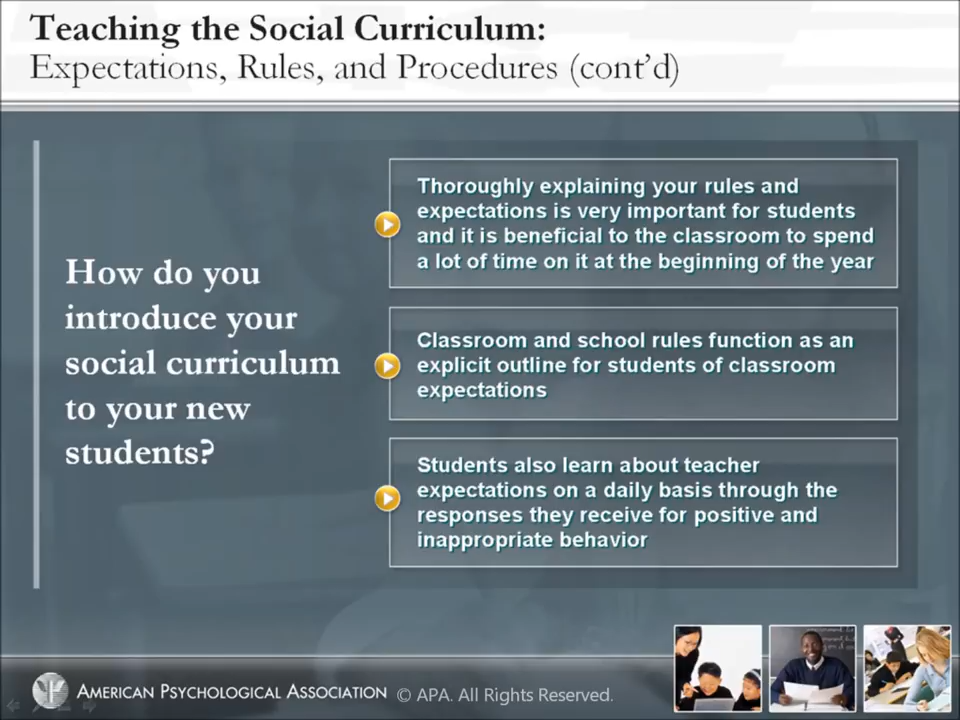 Teaching the Social Curriculum:
Expectations, Rules, and Procedures (cont’d)
How do you
introduce your
social curriculum
to your new
students?
Thoroughly explaining your rules and
expectations is very important for students
and it is beneficial to the classroom to spend
a lot of time on it at the beginning of the year
Classroom and school rules function as an
explicit outline for students of classroom
expectations
Students also learn about teacher
expectations on a daily basis through the
responses they receive for positive and
inappropriate behavior
AMERICAN PSYCHOLOGICAL ASSOCIATION © APA. All Rights Reserved.